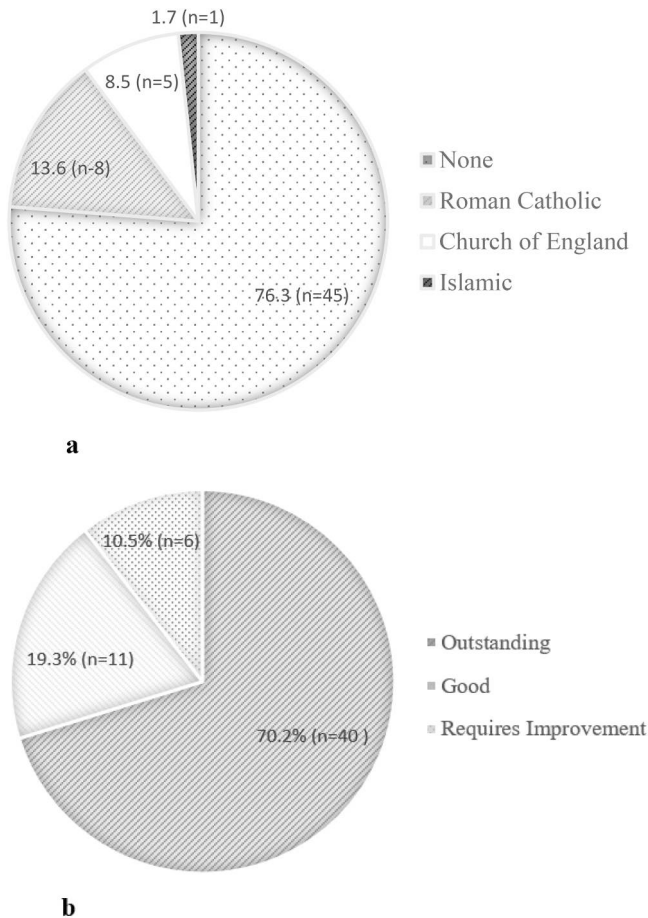 1.7 (n=1)
8.5 (n=5)
13.6 (n-8)
76.3 (n=45)
None
Roman Catholic
Church of England
Islamic
a
10.5% (n=6)
19.3% (n=11)
70.2% (n=40 )
Outstanding
Good
Requires Improvement
b